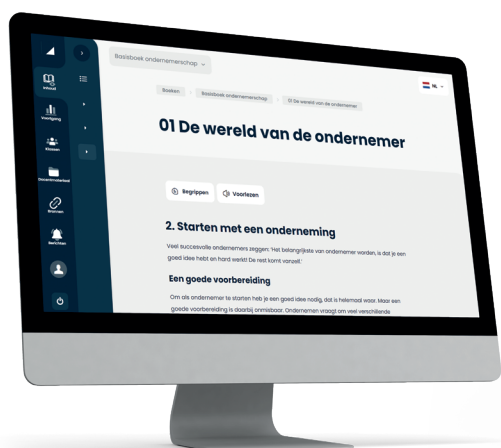 Basisboek ondernemerschap
NL
Boeken
Basisboek ondernemerschap
01 De wereld van de ondernemer
01 De wereld van de ondernemer
Inhoud
Voortgang
Klassen
Docentmateriaal
Bronnen
Berichten
Begrippen
Voorlezen
2. Starten met een onderneming
Veel succesvolle ondernemers zeggen: 'Het belangrijkste van ondernemer worden, is dat je een
goed idee hebt en hard werkt! De rest komt vanzelf.'
Een goede voorbereiding
Om als ondernemer te starten heb je een goed idee nodig, dat is helemaal waar. Maar een
goede voorbereiding is daarbij onmisbaar. Ondernemen vraagt om veel verschillende